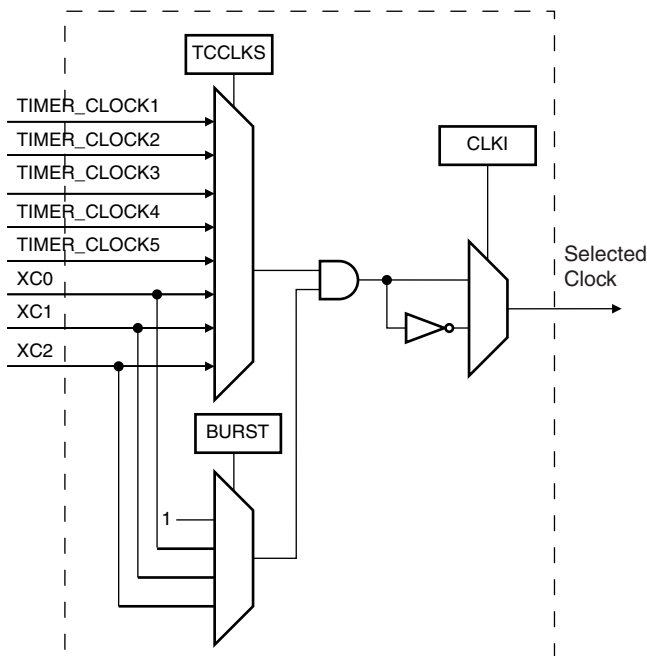 TCCLKS
TIMER_CLOCK1
TIMER_CLOCK2
TIMER_CLOCK3
TIMER_CLOCK4
TIMER_CLOCK5
XC0
XC1
XC2
CLKI
Selected
Clock
BURST
1